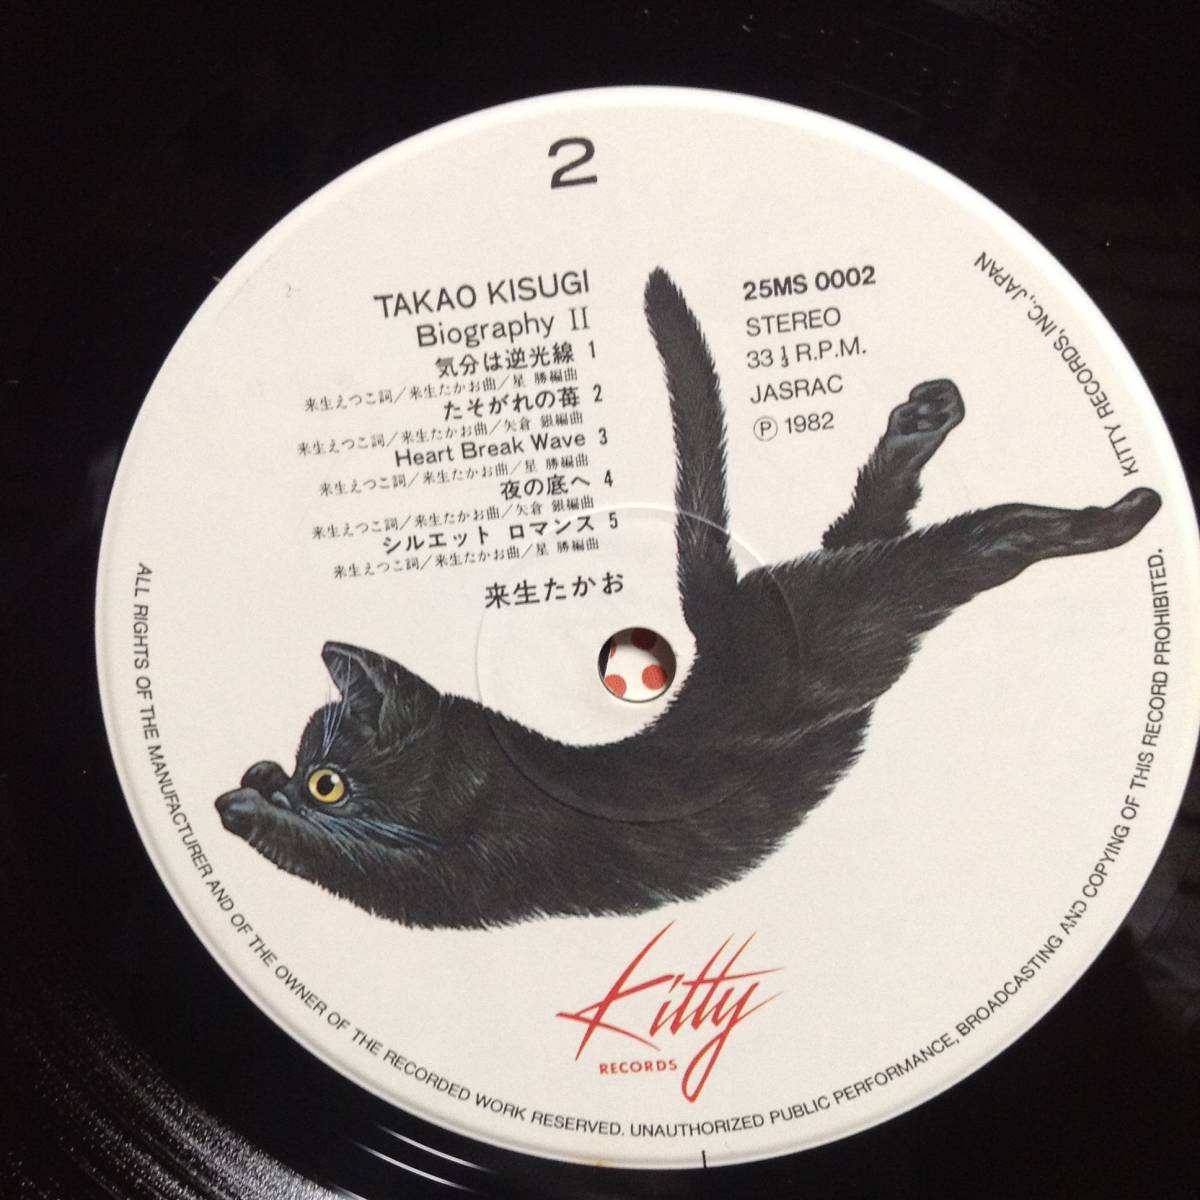 2
TAKAO KISUGI
Biography II
気分は逆光線 1
来生えつこ詞/来生たかお曲/星 勝編曲
たそがれの苺 2
来生えつこ詞/来生たかお曲/矢倉 銀編曲
Heart Break Wave 3
来生えつこ詞/来生たかお曲/星 勝編曲
夜の底へ 4
来生えつこ詞/来生たかお曲/矢倉 銀編曲
シルエット ロマンス 5
来生えつこ詞/来生たかお曲/星 勝編曲
来生たかお
25MS 0002
STEREO
33 1/3 R.P.M.
JASRAC
Ⓟ 1982
KITTY RECORDS, INC., JAPAN
Kitty
RECORDS
ALL RIGHTS OF THE MANUFACTURER AND OF THE OWNER OF THE RECORDED WORK RESERVED. UNAUTHORIZED PUBLIC PERFORMANCE, BROADCASTING AND COPYING OF THIS RECORD PROHIBITED.